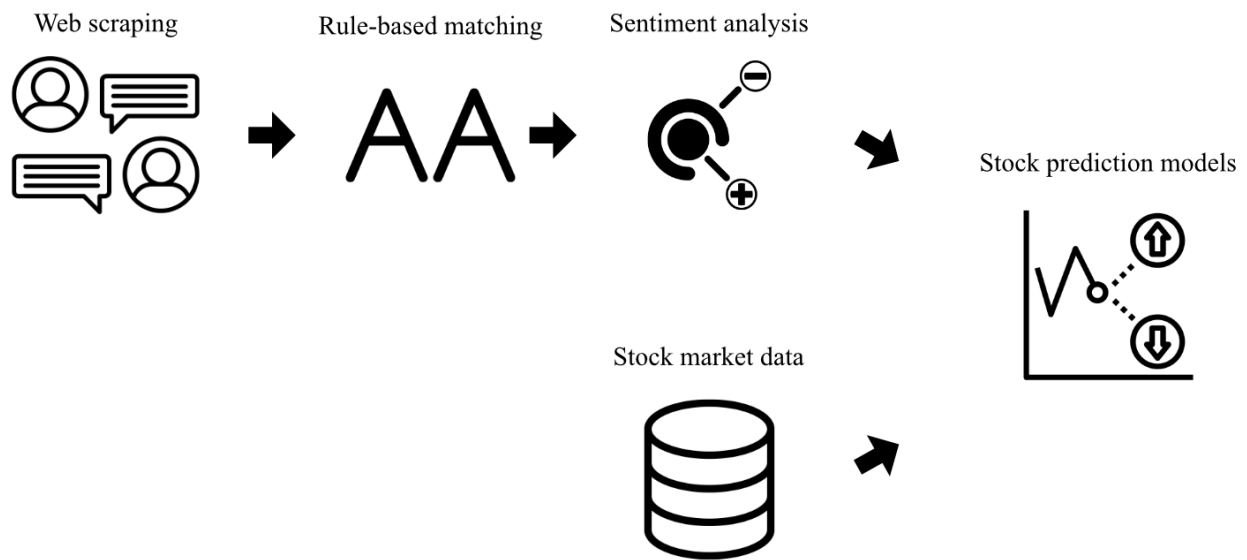 Web scraping
Rule-based matching
Sentiment analysis
AA
Stock prediction models
Stock market data